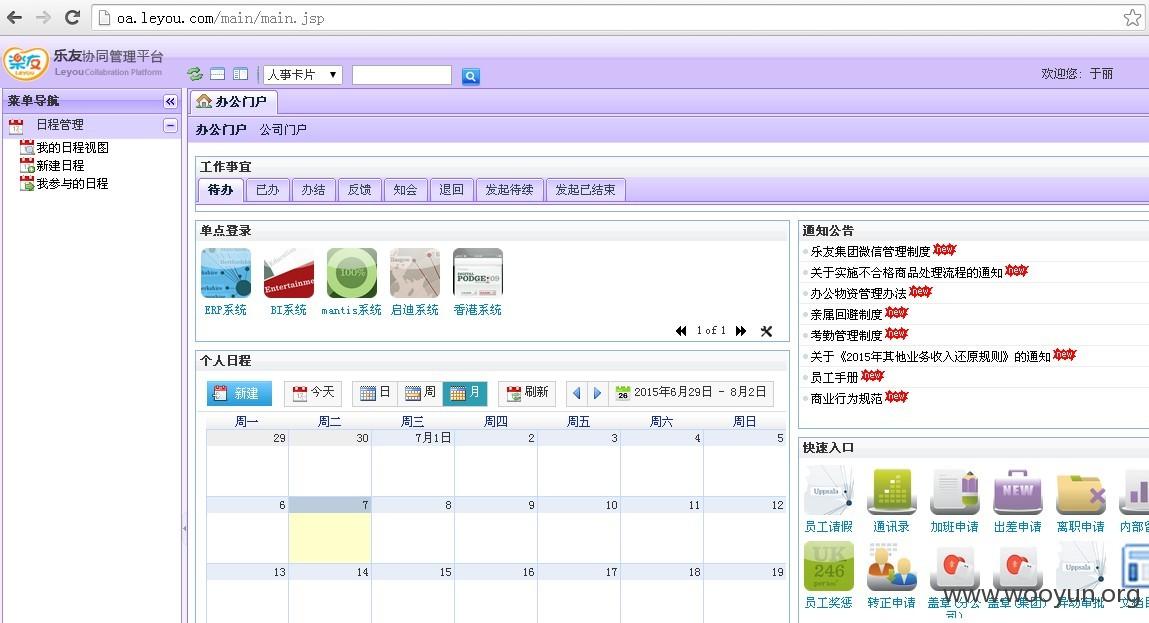 oa.leyou.com/main/main.jsp
乐友协同管理平台
Leyou Collabration Platform
人事卡片
欢迎您: 于丽
菜单导航
日程管理
我的日程视图
新建日程
我参与的日程
办公门户
办公门户 公司门户
工作事宜
待办 已办 办结 反馈 知会 退回 发起待续 发起已结束
单点登录
ERP系统 BI系统 mantis系统 启迪系统 香港系统
1 of 1
通知公告
乐友集团微信管理制度 new
关于实施不合格商品处理流程的通知 new
办公物资管理办法 new
亲属回避制度 new
考勤管理制度 new
关于《2015年其他业务收入还原规则》的通知 new
员工手册 new
商业行为规范 new
个人日程
新建 今天 日 周 月 刷新 2015年6月29日 - 8月2日
周一 周二 周三 周四 周五 周六 周日
29 30 7月1日 2 3 4 5
6 7 8 9 10 11 12
13 14 15 16 17 18 19
快速入口
员工请假 通讯录 加班申请 出差申请 离职申请 内部
员工奖惩 转正申请 盖章(分公司) 盖章(集团) 异动审批
www.wooyun.org